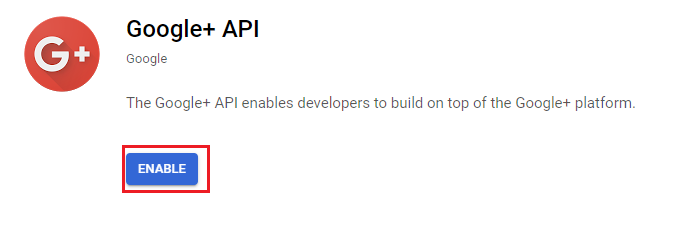 G+
Google+ API
Google
The Google+ API enables developers to build on top of the Google+ platform.
ENABLE